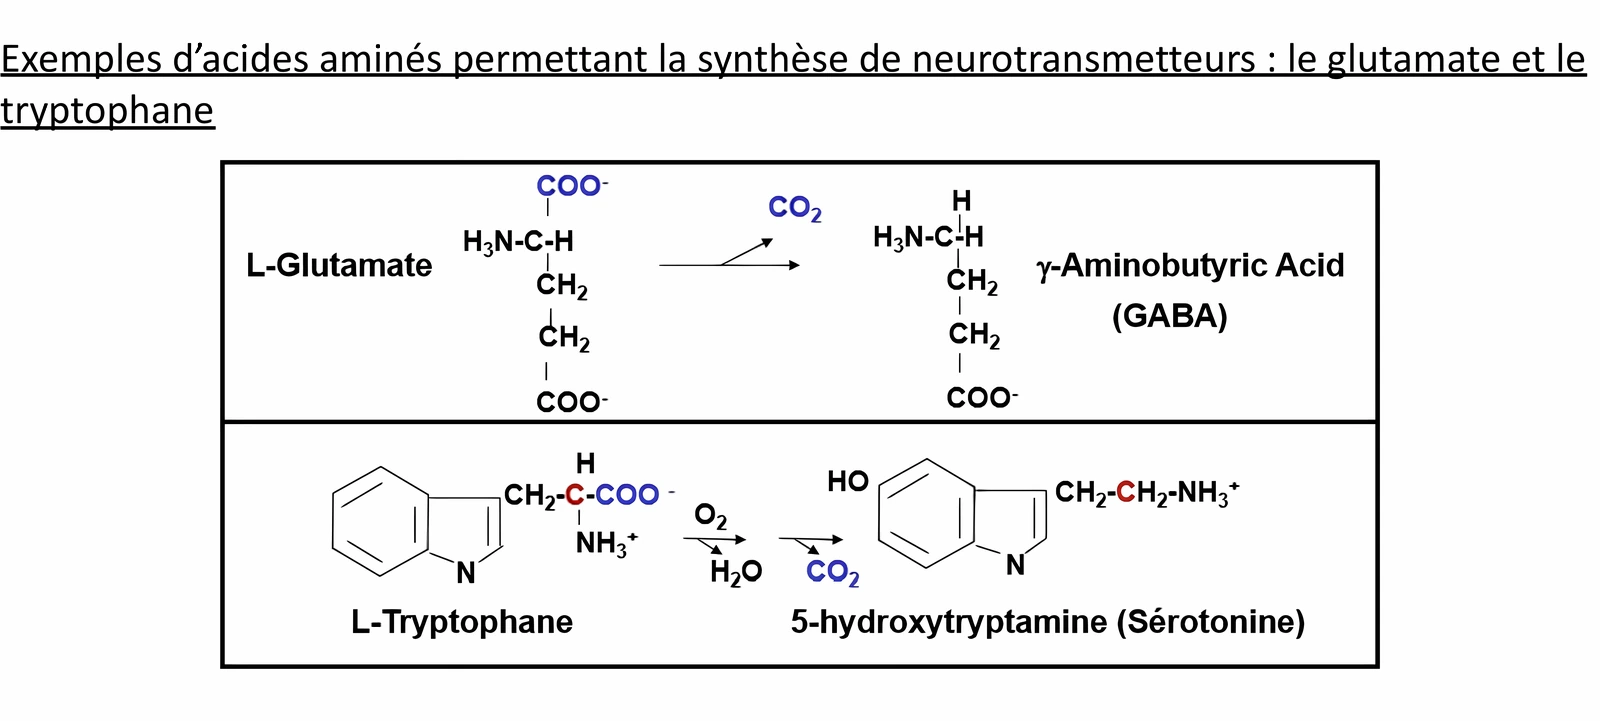 Exemples d’acides aminés permettant la synthèse de neurotransmetteurs : le glutamate et le
tryptophane
COO-
H
CO2
H3N-C-H
H3N-C-H
L-Glutamate
γ-Aminobutyric Acid
CH2
CH2
(GABA)
CH2
CH2
COO-
COO-
H
HO
CH2-C-COO -
CH2-CH2-NH3+
O2
NH3+
N
H2O
CO2
N
L-Tryptophane
5-hydroxytryptamine (Sérotonine)